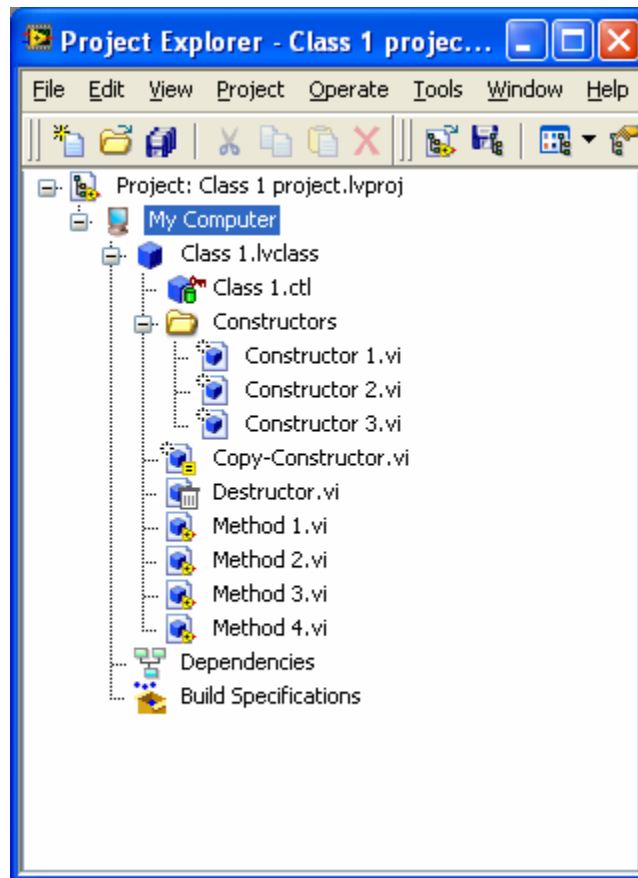 Project Explorer - Class 1 projec...
File Edit View Project Operate Tools Window Help
Project: Class 1 project.lvproj
My Computer
Class 1.lvclass
Class 1.ctl
Constructors
Constructor 1.vi
Constructor 2.vi
Constructor 3.vi
Copy-Constructor.vi
Destructor.vi
Method 1.vi
Method 2.vi
Method 3.vi
Method 4.vi
Dependencies
Build Specifications